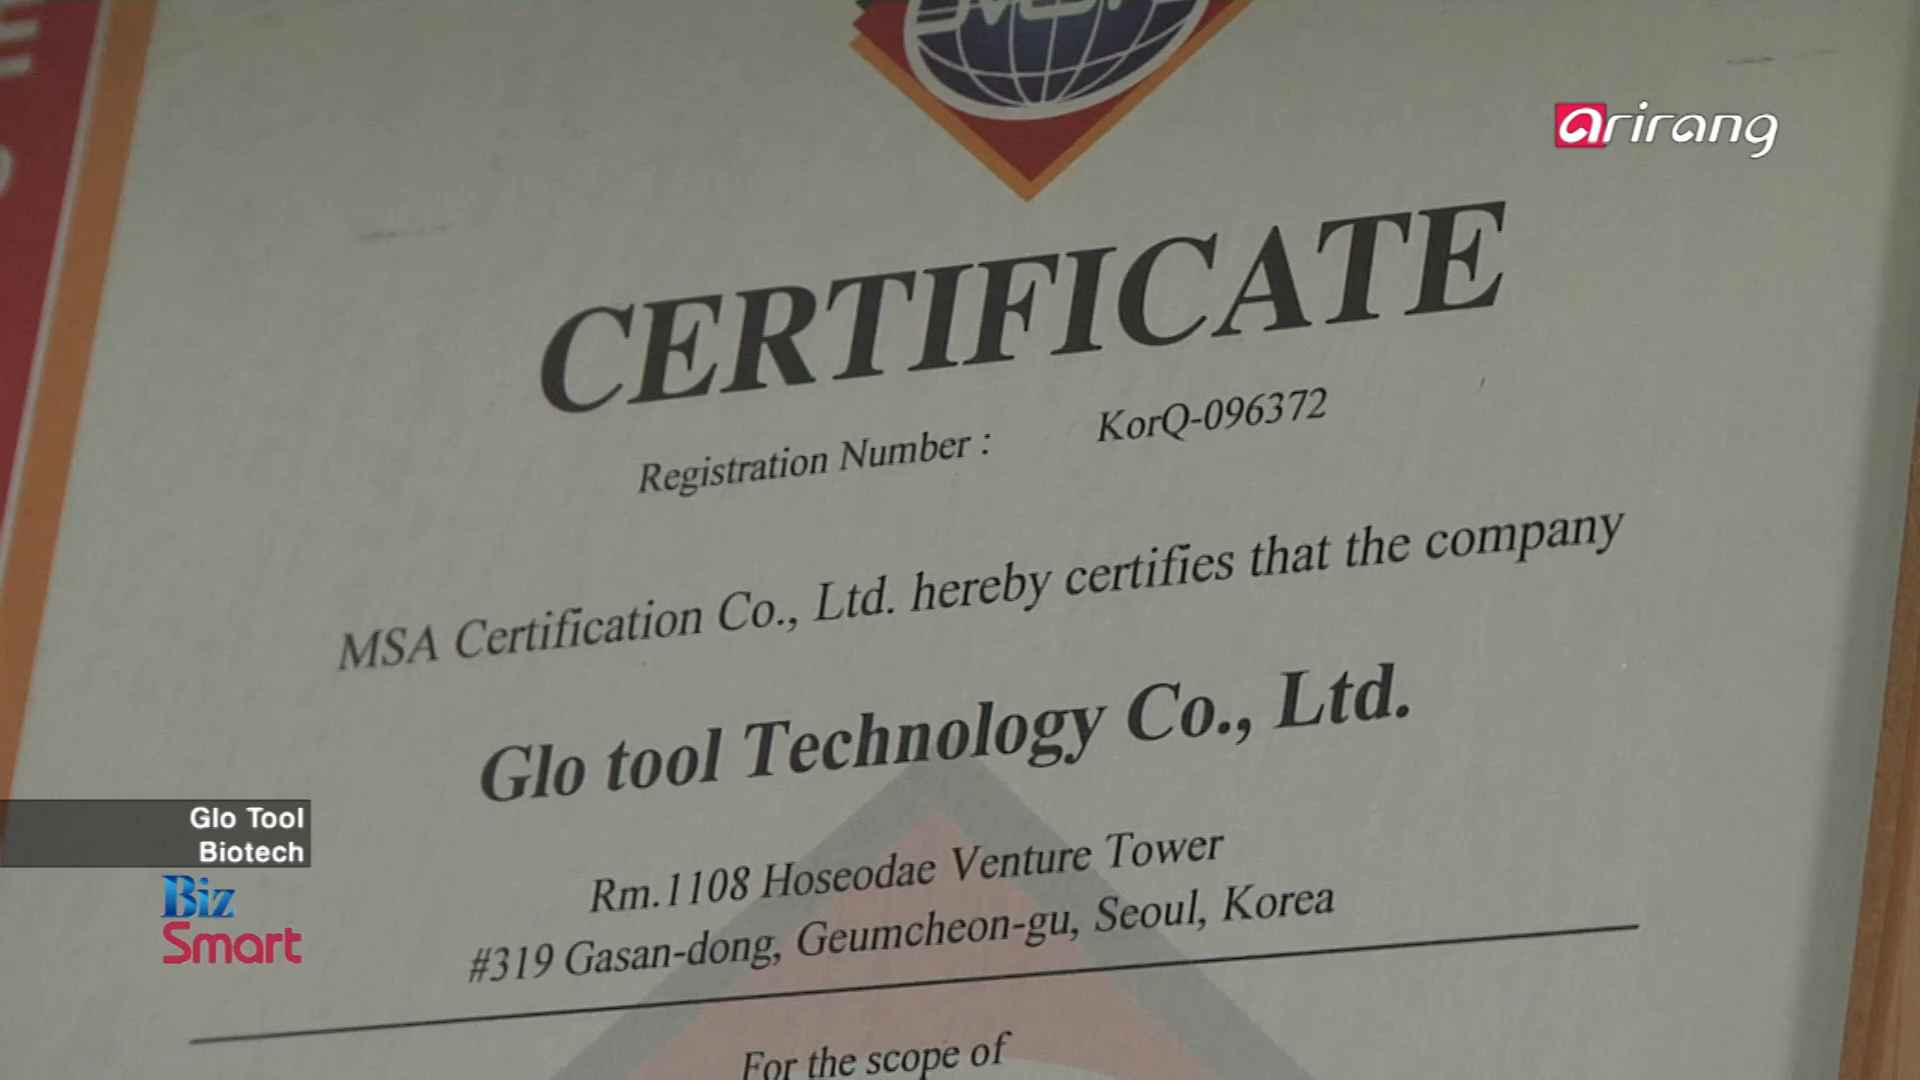 arirang
CERTIFICATE
Registration Number : KorQ-096372
MSA Certification Co., Ltd. hereby certifies that the company
Glo tool Technology Co., Ltd.
Rm.1108 Hoseodae Venture Tower
#319 Gasan-dong, Geumcheon-gu, Seoul, Korea
For the scope of
Glo Tool
Biotech
Biz
Smart